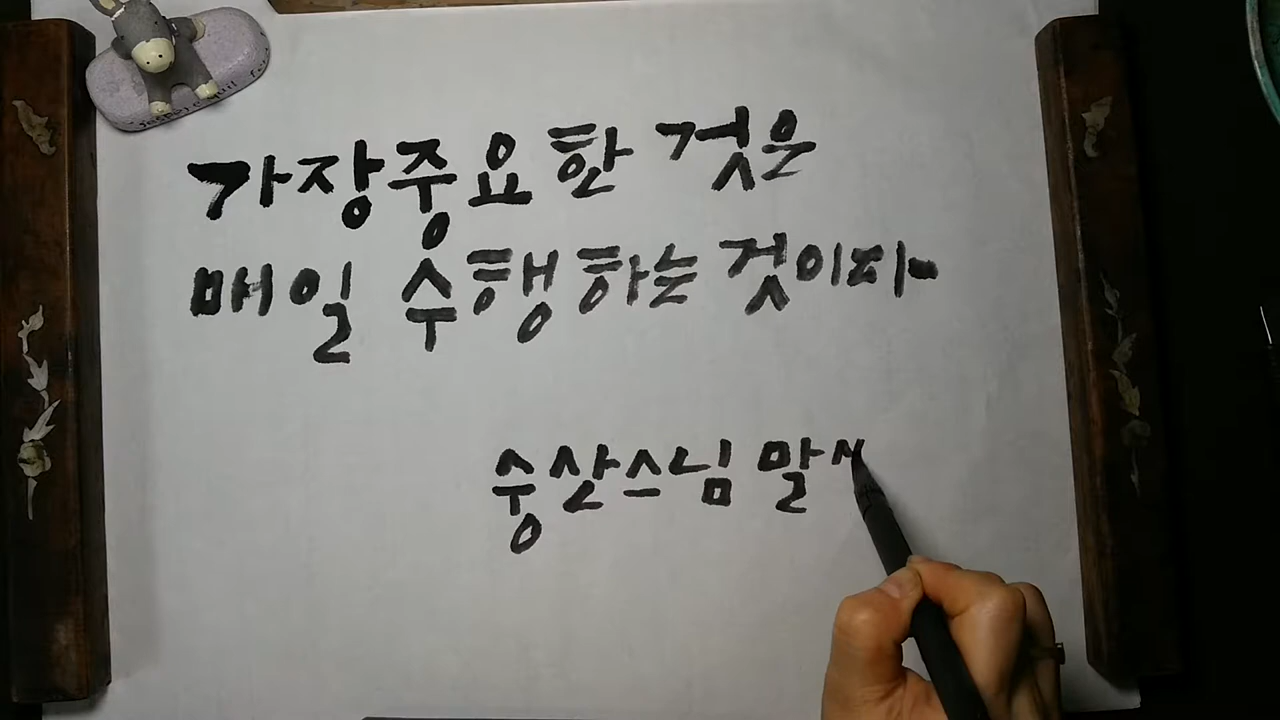 가장중요한 것은
매일 수행하는 것이다
숭산스님 말